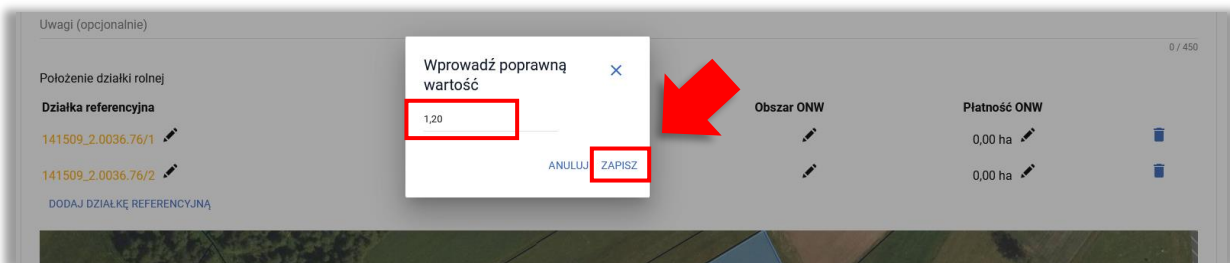 Uwagi (opcjonalnie)
0 / 450
Wprowadź poprawną
wartość
1,20
ANULUJ ZAPISZ
Położenie działki rolnej
Działka referencyjna Obszar ONW Płatność ONW
141509_2.0036.76/1 0,00 ha
141509_2.0036.76/2 0,00 ha
DODAJ DZIAŁKĘ REFERENCYJNĄ